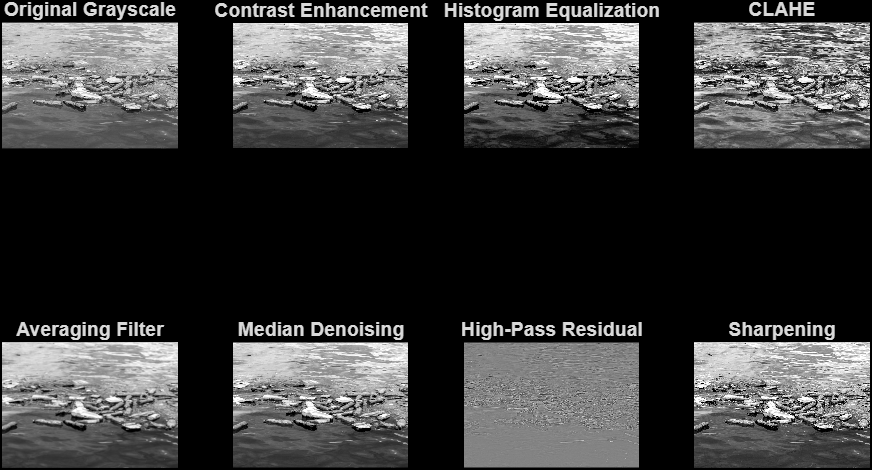 Original Grayscale
Contrast Enhancement
Histogram Equalization
CLAHE
Averaging Filter
Median Denoising
High-Pass Residual
Sharpening